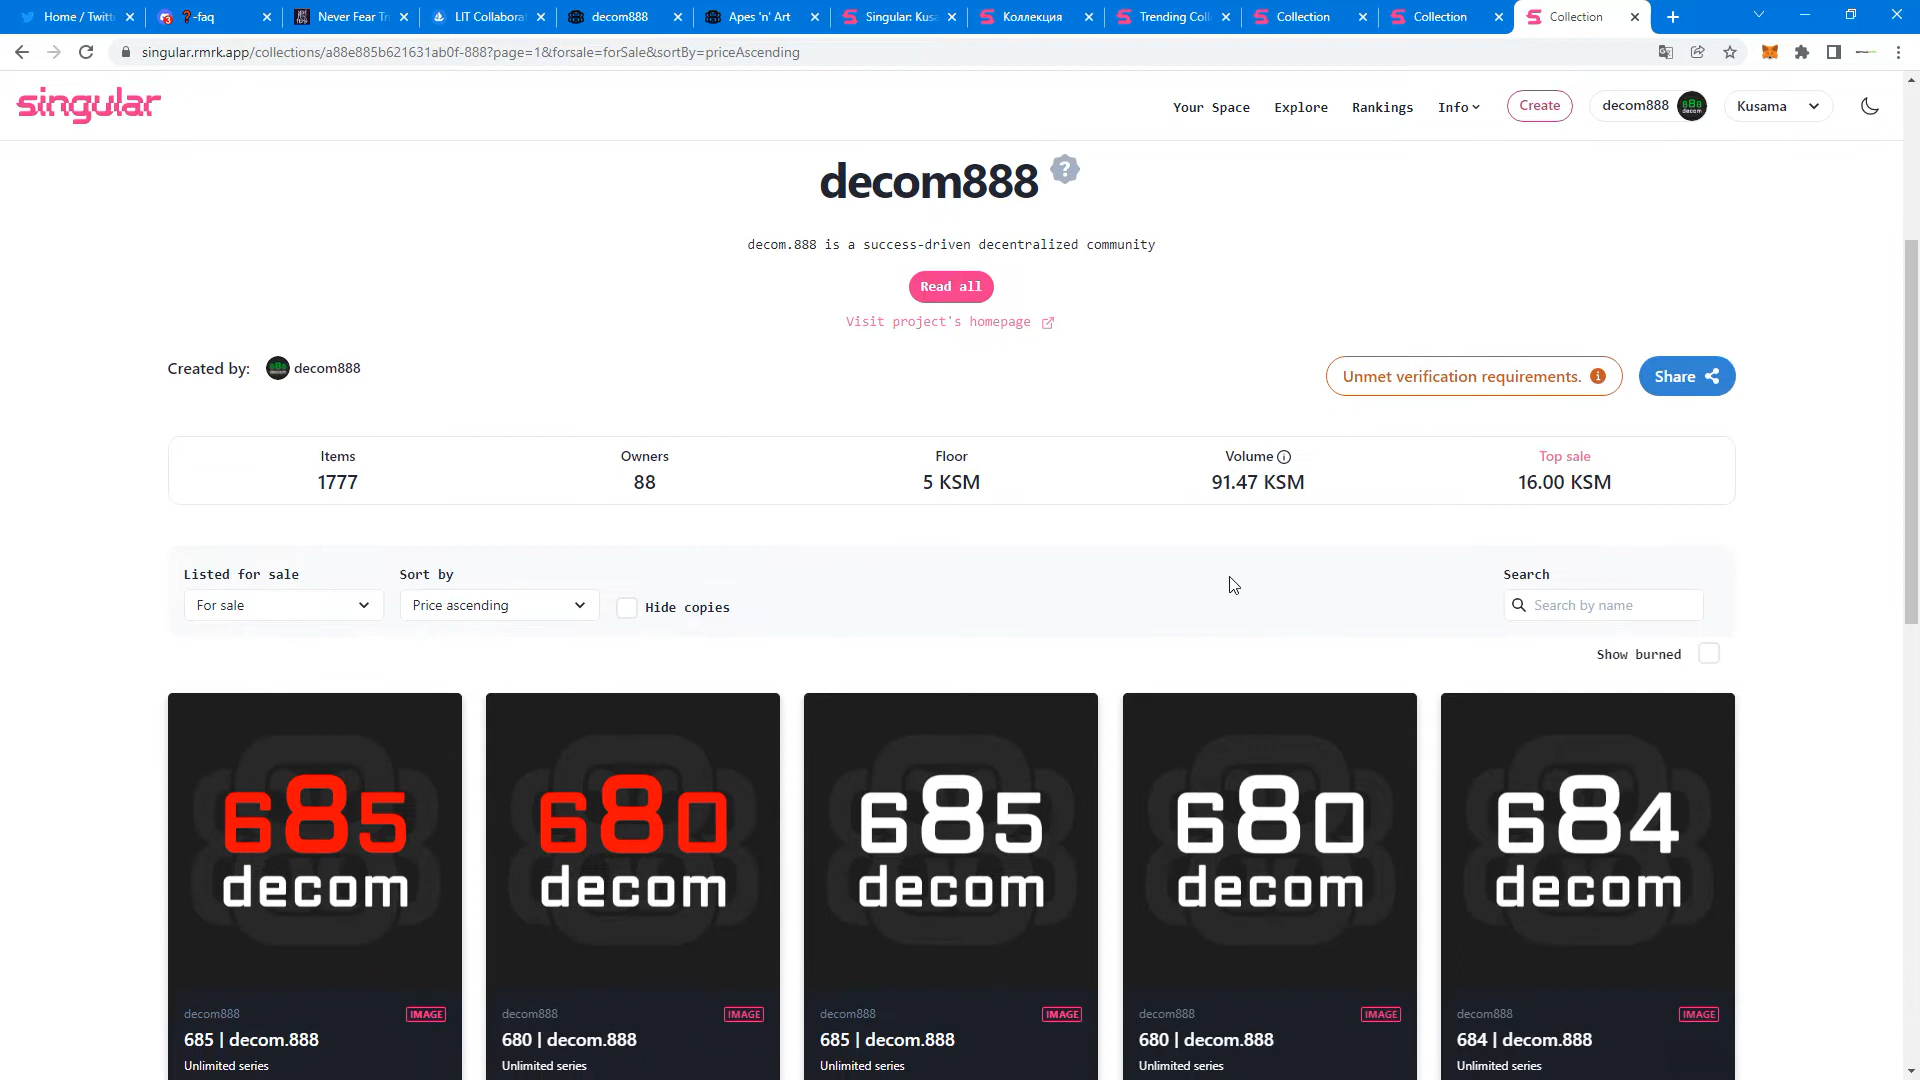 Home / Twitt
?-faq
Never Fear Tr
LIT Collabora
decom888
Apes 'n' Art
Singular: Kusa
Коллекция
Trending Coll
Collection
Collection
Collection
singular.rmrk.app/collections/a88e885b621631ab0f-888?page=1&forsale=forSale&sortBy=priceAscending
singular
Your Space
Explore
Rankings
Info
Create
decom888
Kusama
decom888 ?
decom.888 is a success-driven decentralized community
Read all
Visit project's homepage
Created by: decom888
Unmet verification requirements.
Share
Items
1777
Owners
88
Floor
5 KSM
Volume
91.47 KSM
Top sale
16.00 KSM
Listed for sale
For sale
Sort by
Price ascending
Hide copies
Search
Search by name
Show burned
685
decom
decom888 IMAGE
685 | decom.888
Unlimited series
680
decom
decom888 IMAGE
680 | decom.888
Unlimited series
685
decom
decom888 IMAGE
685 | decom.888
Unlimited series
680
decom
decom888 IMAGE
680 | decom.888
Unlimited series
684
decom
decom888 IMAGE
684 | decom.888
Unlimited series